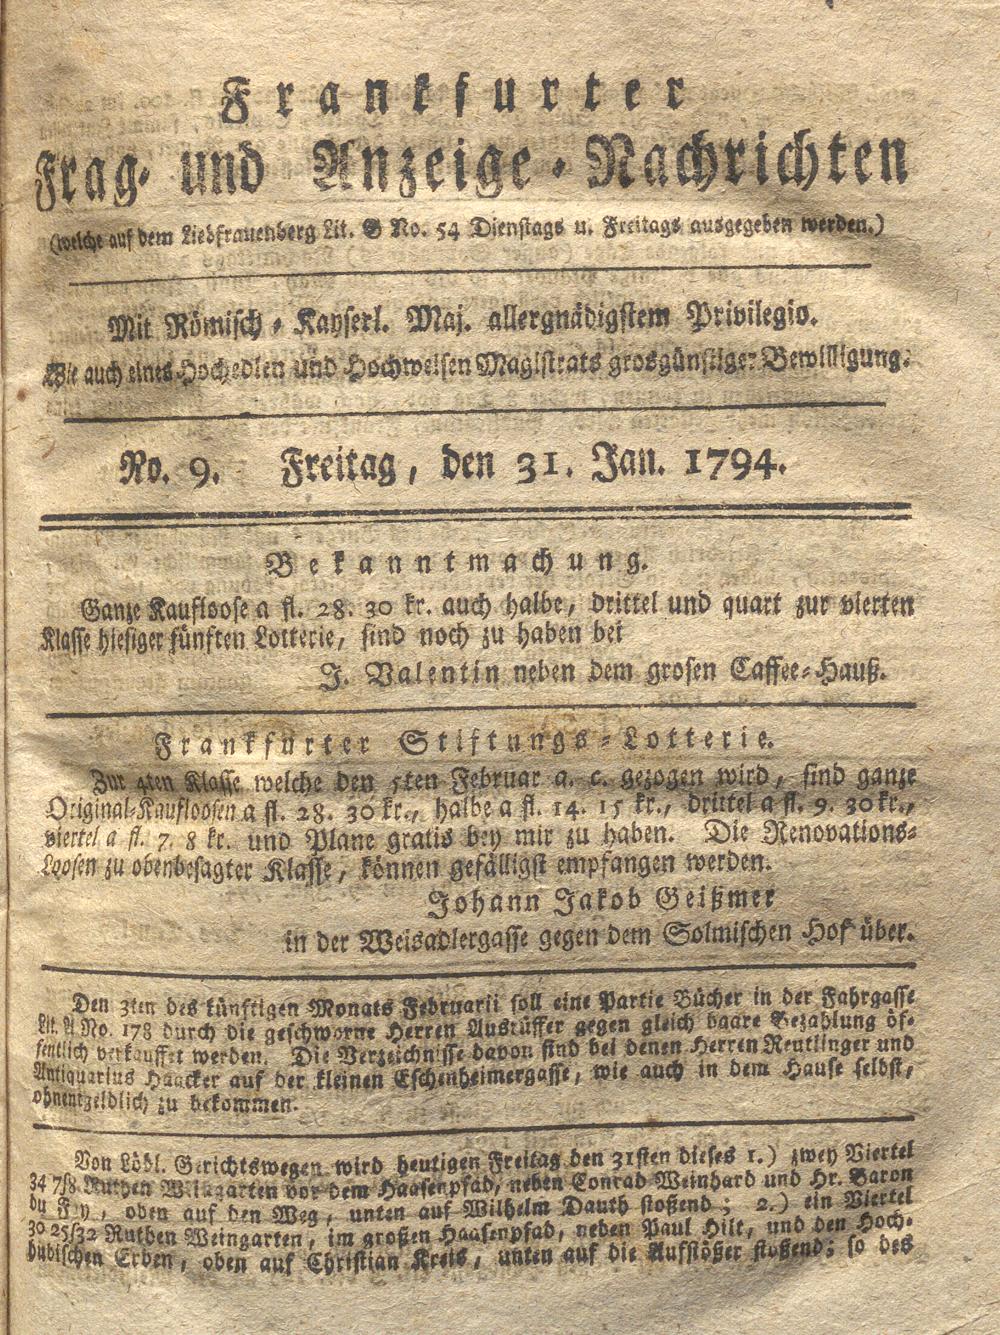 Frankfurter
Frag- und Anzeige-Nachrichten
(welche auf dem Liebfrauenberg Lit. G No. 54 Dienstags u. Freitags ausgegeben werden.)
Mit Römisch-Kayserl. Maj. allergnädigstem Privilegio.
Wie auch eines Hochedlen und Hochweisen Magistrats grosgünstiger Bewilligung.
No. 9. Freitag, den 31. Jan. 1794.
Bekanntmachung.
Ganze Kaufloose a fl. 28. 30 kr. auch halbe, drittel und quart zur vierten
Klasse hiesiger fünften Lotterie, sind noch zu haben bei
J. Valentin neben dem grosen Caffee-Hauß.
Frankfurter Stiftungs-Lotterie.
Zur 4ten Klasse welche den 5ten Februar a. c. gezogen wird, sind ganze
Original-Kaufloosen a fl. 28. 30 kr., halbe a fl. 14. 15 kr., drittel a fl. 9. 30 kr.,
viertel a fl. 7. 8 kr. und Plane gratis bey mir zu haben. Die Renovations-
Loosen zu obenbesagter Klasse, können gefälligst empfangen werden.
Johann Jakob Geißmer
in der Weisadlergasse gegen dem Solmischen Hof über.
Den 3ten des künftigen Monats Februarii soll eine Partie Bücher in der Fahrgasse
Lit. A No. 178 durch die geschworne Herren Ausrüffer gegen gleich baare Bezahlung öf-
fentlich verkauffet werden. Die Verzeichnisse davon sind bei denen Herren Reutlinger und
Antiquarius Haacker auf der kleinen Eschenheimergasse, wie auch in dem Hause selbst,
ohnentgeldlich zu bekommen.
Von Löbl. Gerichtswegen wird heutigen Freitag den 31sten dieses 1.) zwey Viertel
34 7/8 Ruthen Weingarten vor dem Haasenpfad, neben Conrad Weinhard und Hr. Baron
du Fay, oben auf den Weg, unten auf Wilhelm Dauth stoßend; 2.) ein Viertel
30 25/32 Ruthen Weingarten, im großen Haasenpfad, neben Paul Hilt, und den Hoch-
bübischen Erben, oben auf Christian Kreis, unten auf die Aufstößer stoßend; so des